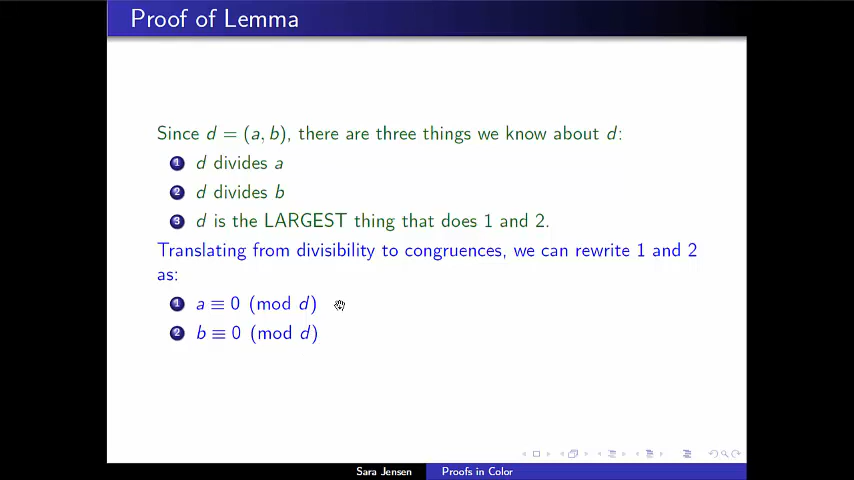 Proof of Lemma
Since d = (a, b), there are three things we know about d:
1 d divides a
2 d divides b
3 d is the LARGEST thing that does 1 and 2.
Translating from divisibility to congruences, we can rewrite 1 and 2
as:
1 a ≡ 0 (mod d)
2 b ≡ 0 (mod d)
Sara Jensen Proofs in Color